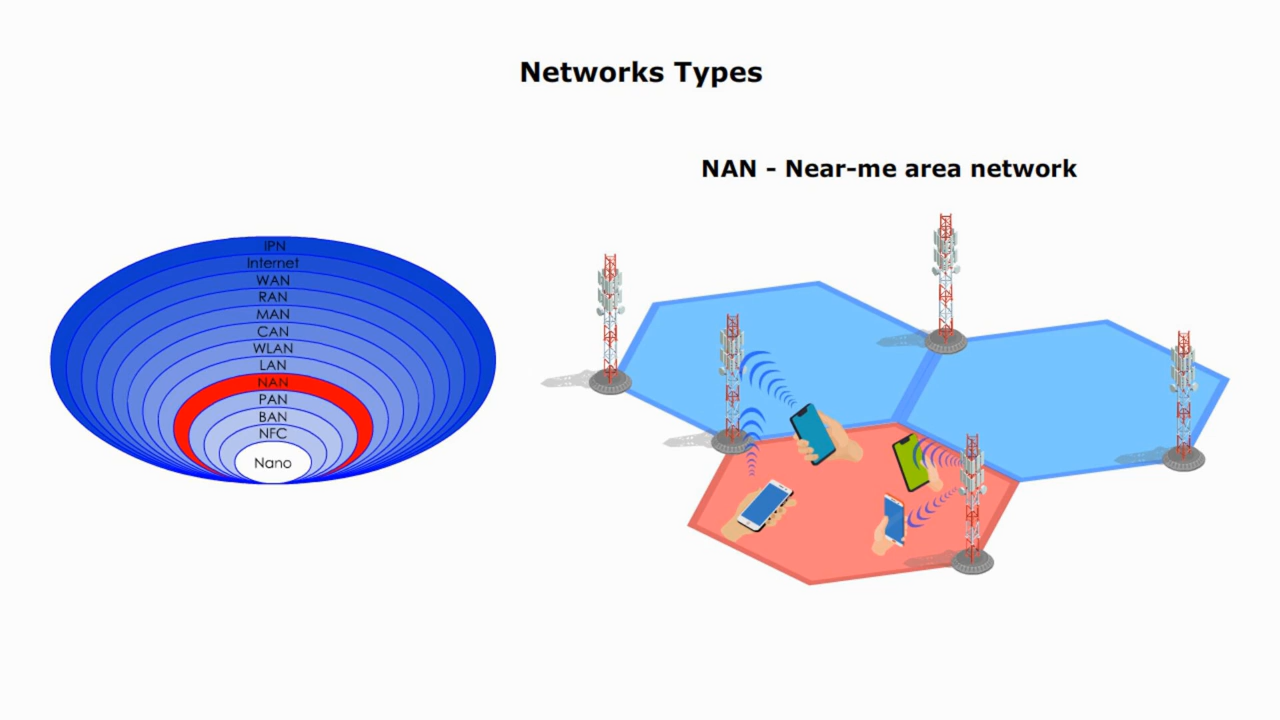 Networks Types
NAN - Near-me area network
IPN
Internet
WAN
RAN
MAN
CAN
WLAN
LAN
NAN
PAN
BAN
NFC
Nano